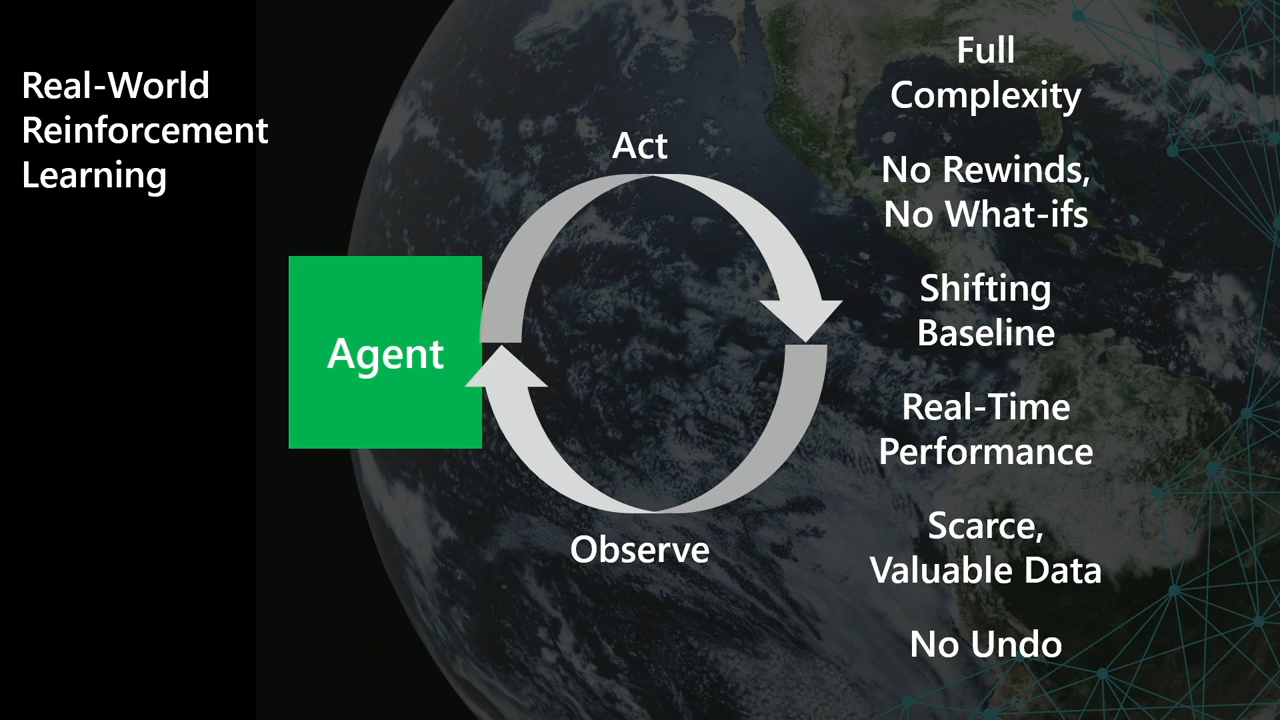 Real-World
Reinforcement
Learning
Act
Agent
Observe
Full
Complexity
No Rewinds,
No What-ifs
Shifting
Baseline
Real-Time
Performance
Scarce,
Valuable Data
No Undo